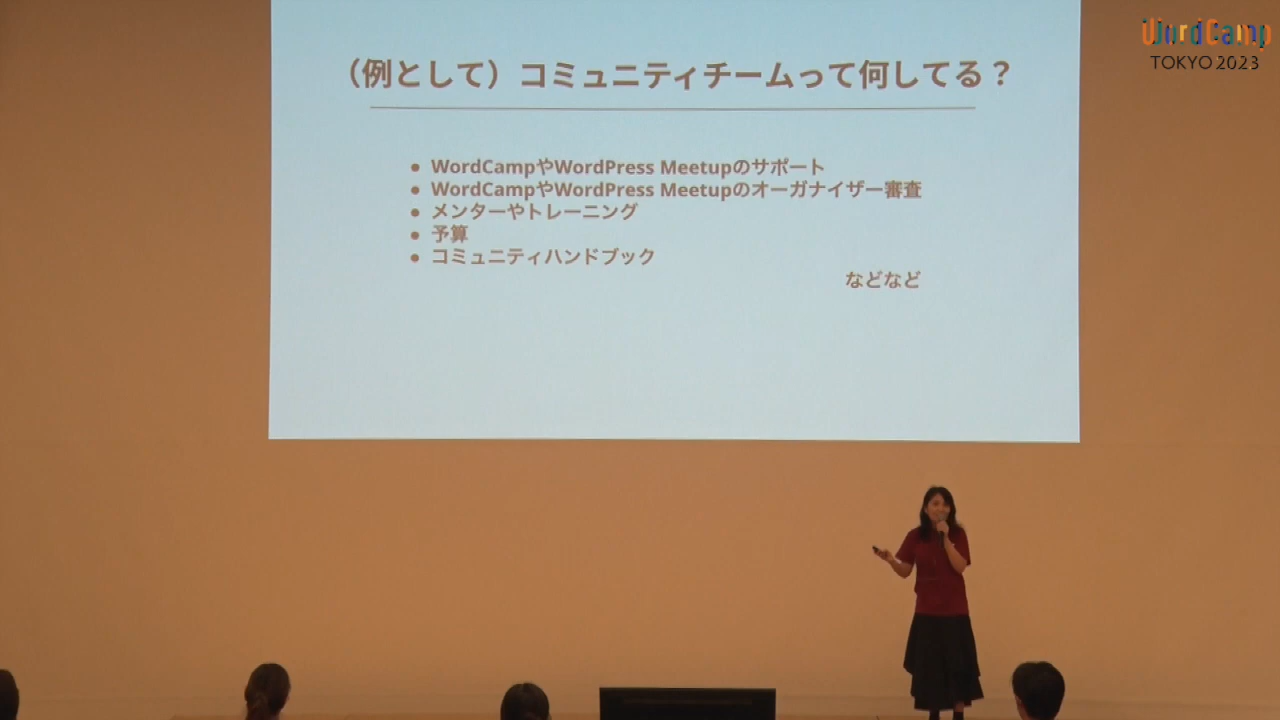 WordCamp
TOKYO 2023
（例として）コミュニティチームって何してる？
● WordCampやWordPress Meetupのサポート
● WordCampやWordPress Meetupのオーガナイザー審査
● メンターやトレーニング
● 予算
● コミュニティハンドブック
などなど